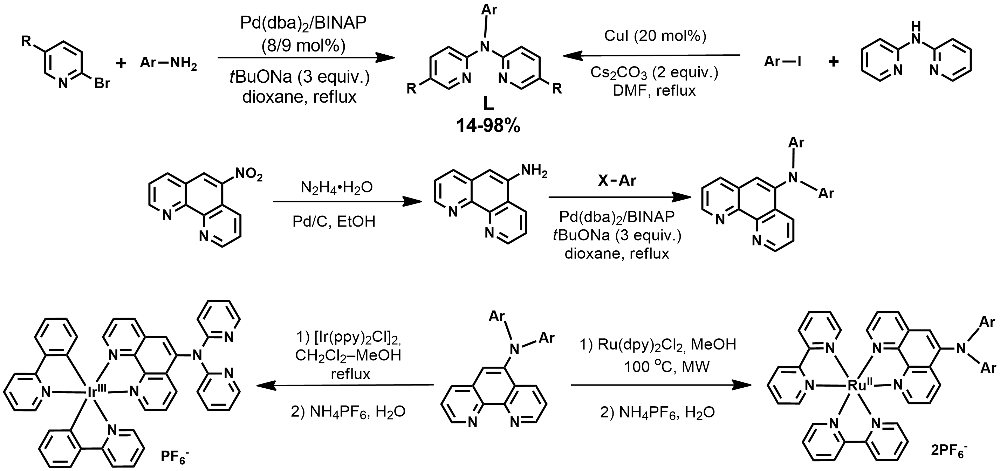 R
N
Br
+
Ar–NH₂
Pd(dba)₂/BINAP
(8/9 mol%)
tBuONa (3 equiv.)
dioxane, reflux
Ar
N
N
N
R
R
L
14-98%
CuI (20 mol%)
Cs₂CO₃ (2 equiv.)
DMF, reflux
Ar–I
+
H
N
N
N
NO₂
N
N
N₂H₄•H₂O
Pd/C, EtOH
NH₂
N
N
X-Ar
Pd(dba)₂/BINAP
tBuONa (3 equiv.)
dioxane, reflux
Ar
N
Ar
N
N
N
N
N
N
N
N
N
Irᴵᴵᴵ
PF₆⁻
1) [Ir(ppy)₂Cl]₂,
CH₂Cl₂–MeOH
reflux
2) NH₄PF₆, H₂O
Ar
Ar
N
N
N
1) Ru(dpy)₂Cl₂, MeOH
100 ºC, MW
2) NH₄PF₆, H₂O
N
N
N
N
N
N
Ruᴵᴵ
N
Ar
Ar
2PF₆⁻